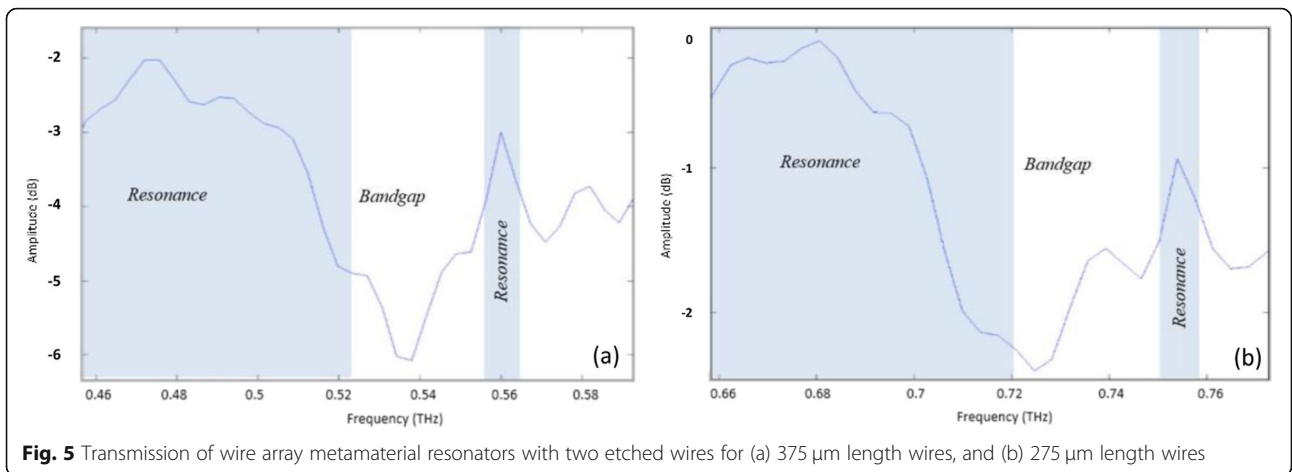 -2
-3
-4
-5
-6
Amplitude (dB)
Resonance
Bandgap
Resonance
(a)
0.46
0.48
0.5
0.52
0.54
0.56
0.58
Frequency (THz)
0
-1
-2
Amplitude (dB)
Resonance
Bandgap
Resonance
(b)
0.66
0.68
0.7
0.72
0.74
0.76
Frequency (THz)
Fig. 5 Transmission of wire array metamaterial resonators with two etched wires for (a) 375 μm length wires, and (b) 275 μm length wires